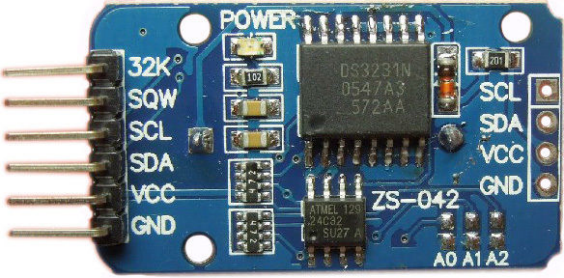 POWER
32K
SQW
SCL
SDA
VCC
GND
102
DS3231N
0547A3
572AA
201
SCL
SDA
VCC
GND
ATMEL 129
24C32
SU27 A
ZS-042
A0 A1 A2